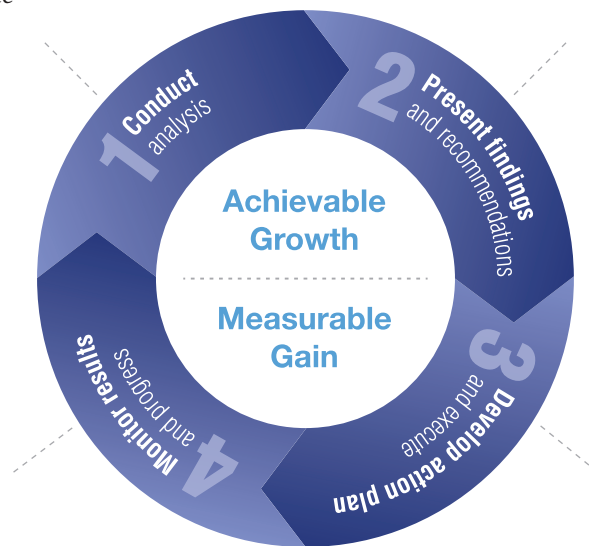 1
Conduct
analysis
2
Present findings
and recommendations
3
Develop action plan
and execute
4
Monitor results
and progress
Achievable
Growth
Measurable
Gain